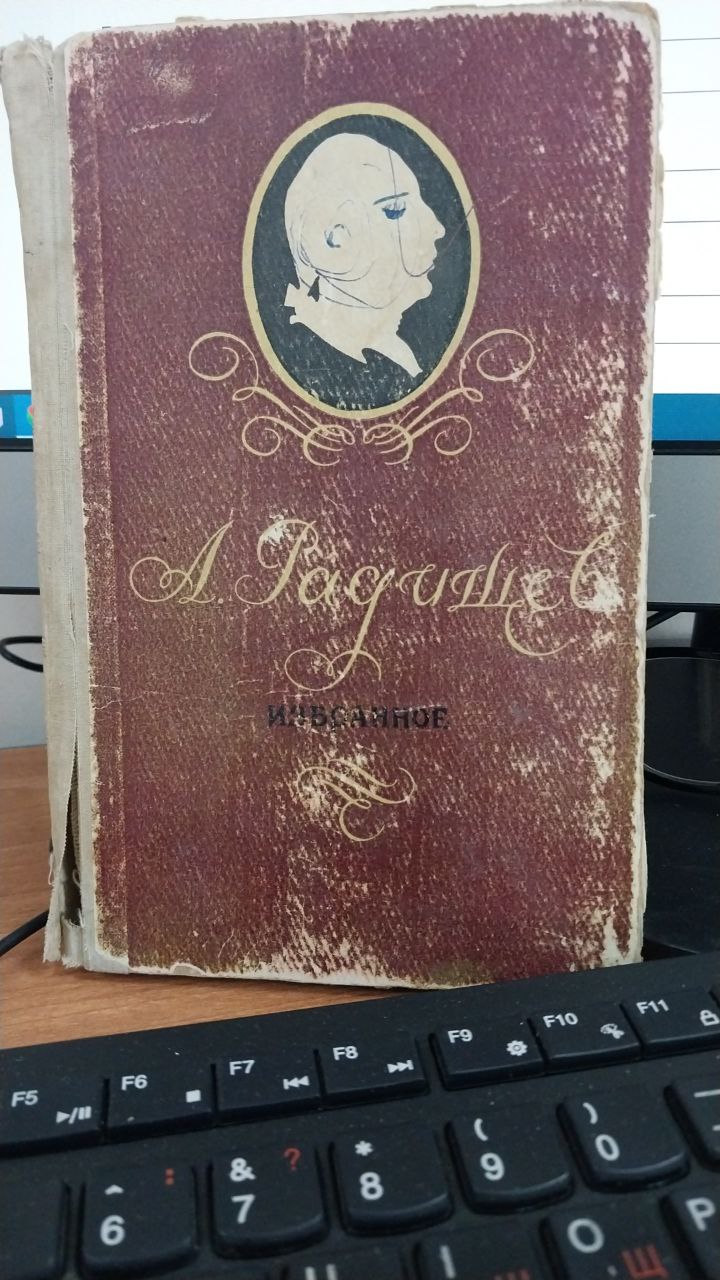 А. Радищев
ИЗБРАННОЕ
F5
F6
F7
F8
F9
F10
F11
^ :
6
& ?
7
*
8
(
9
)
0
O Щ
P